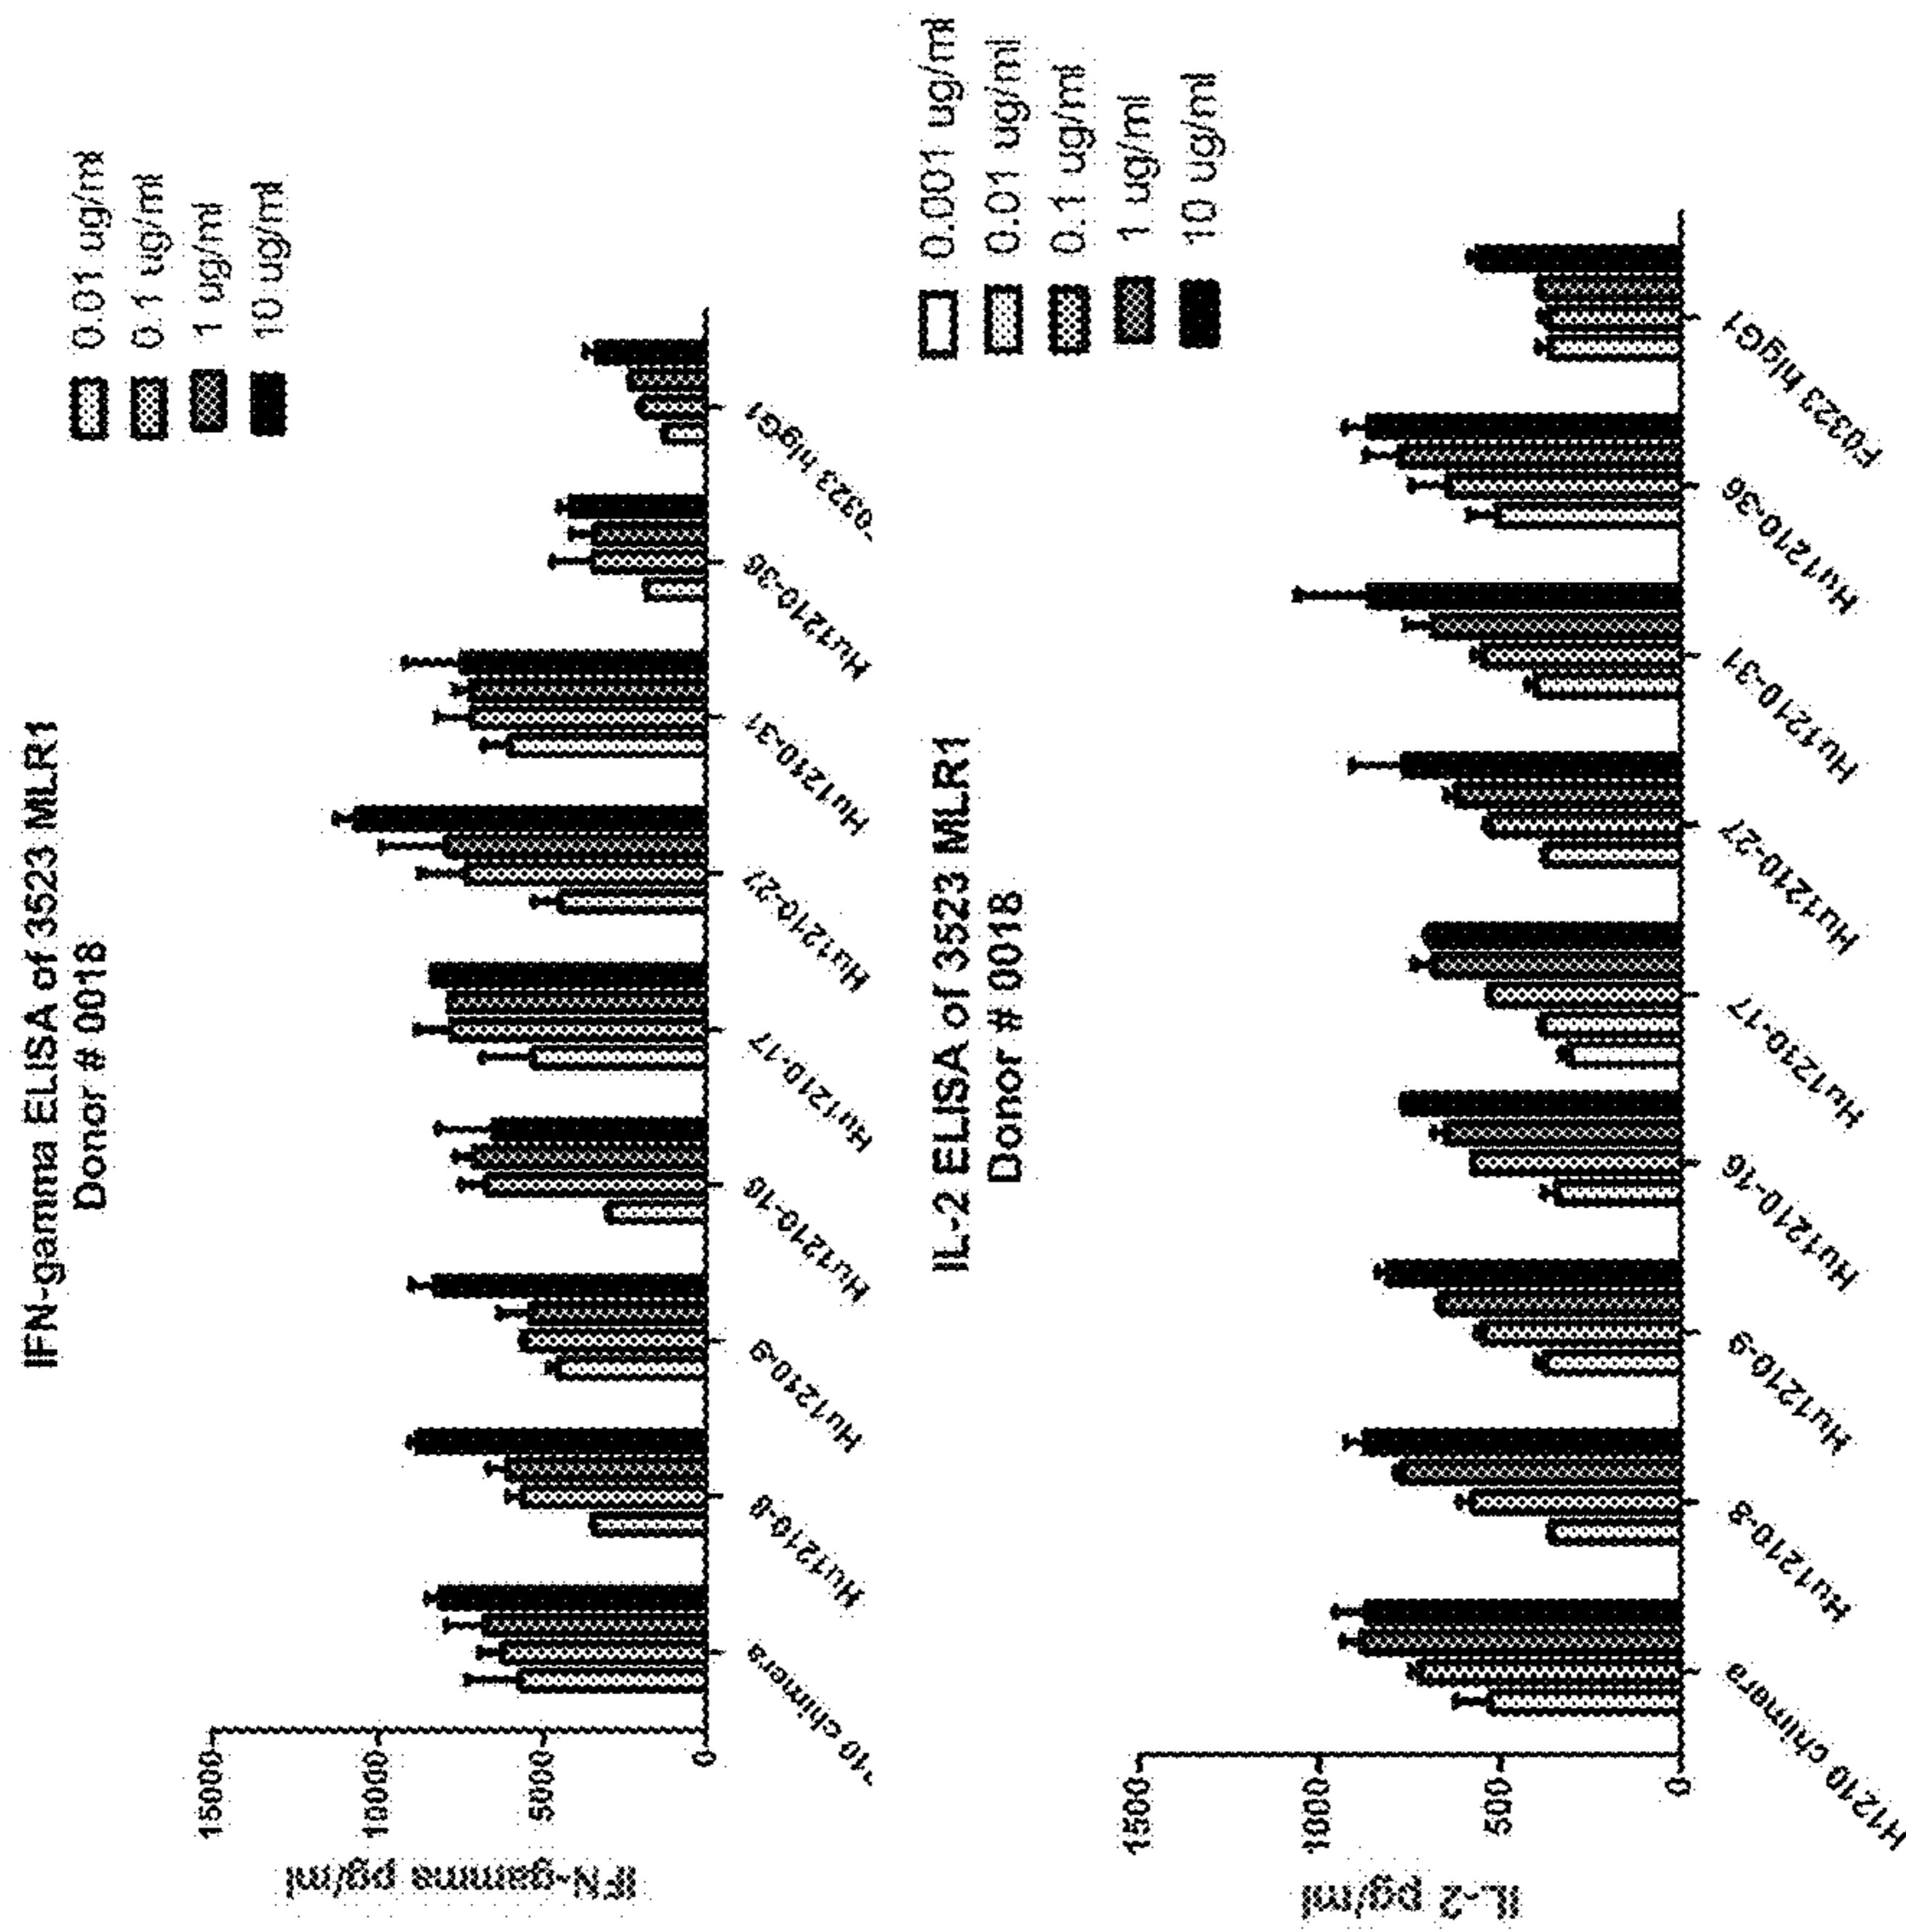 IFN-gamma ELISA of 3523 MLR1
Donor # 0018
0.01 ug/ml
0.1 ug/ml
1 ug/ml
10 ug/ml
IFN-gamma pg/ml
15000
10000
5000
0
10 chimera
Hu1210-8
Hu1210-9
Hu1210-16
Hu1210-17
Hu1210-27
Hu1210-31
Hu1210-36
0323 hIgG1
IL-2 ELISA of 3523 MLR1
Donor # 0018
0.001 ug/ml
0.01 ug/ml
0.1 ug/ml
1 ug/ml
10 ug/ml
IL-2 pg/ml
1500
1000
500
0
H1210 chimera
Hu1210-8
Hu1210-9
Hu1210-16
Hu1210-17
Hu1210-27
Hu1210-31
Hu1210-36
F0323 hIgG1